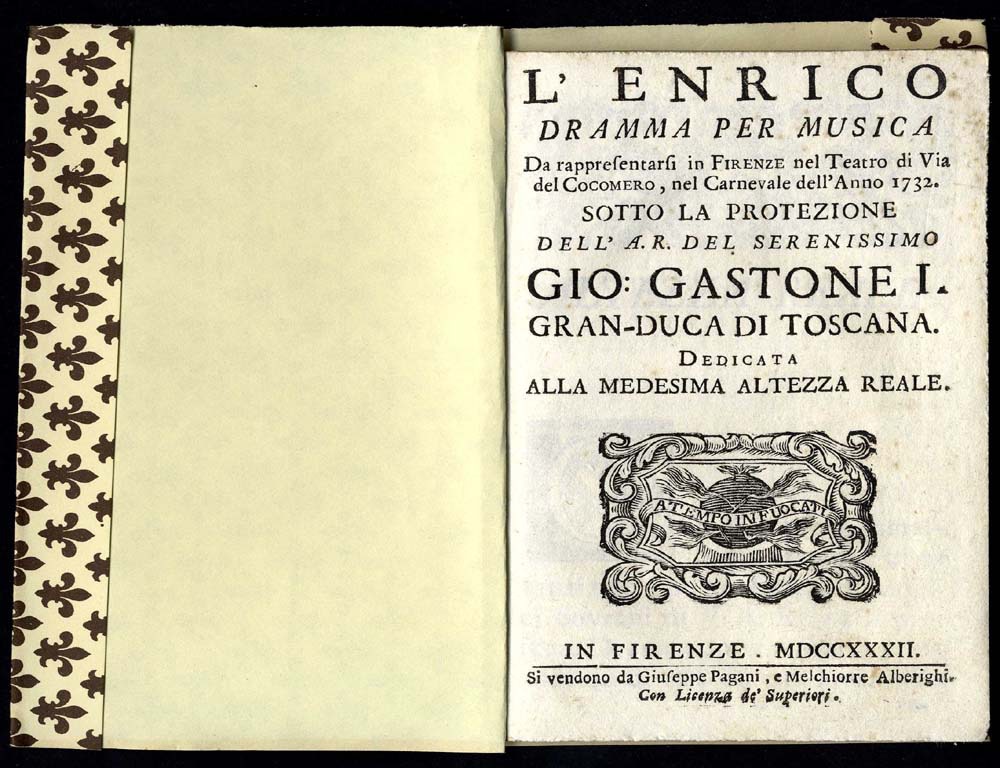 L' ENRICO
DRAMMA PER MUSICA
Da rappreſentarſi in FIRENZE nel Teatro di Via
del COCOMERO, nel Carnevale dell'Anno 1732.
SOTTO LA PROTEZIONE
DELL' A.R. DEL SERENISSIMO
GIO: GASTONE I.
GRAN-DUCA DI TOSCANA.
DEDICATA
ALLA MEDESIMA ALTEZZA REALE.
A TEMPO INFUOCATI
IN FIRENZE. MDCCXXXII.
Si vendono da Giuſeppe Pagani, e Melchiorre Alberighi.
Con Licenza de' Superiori.